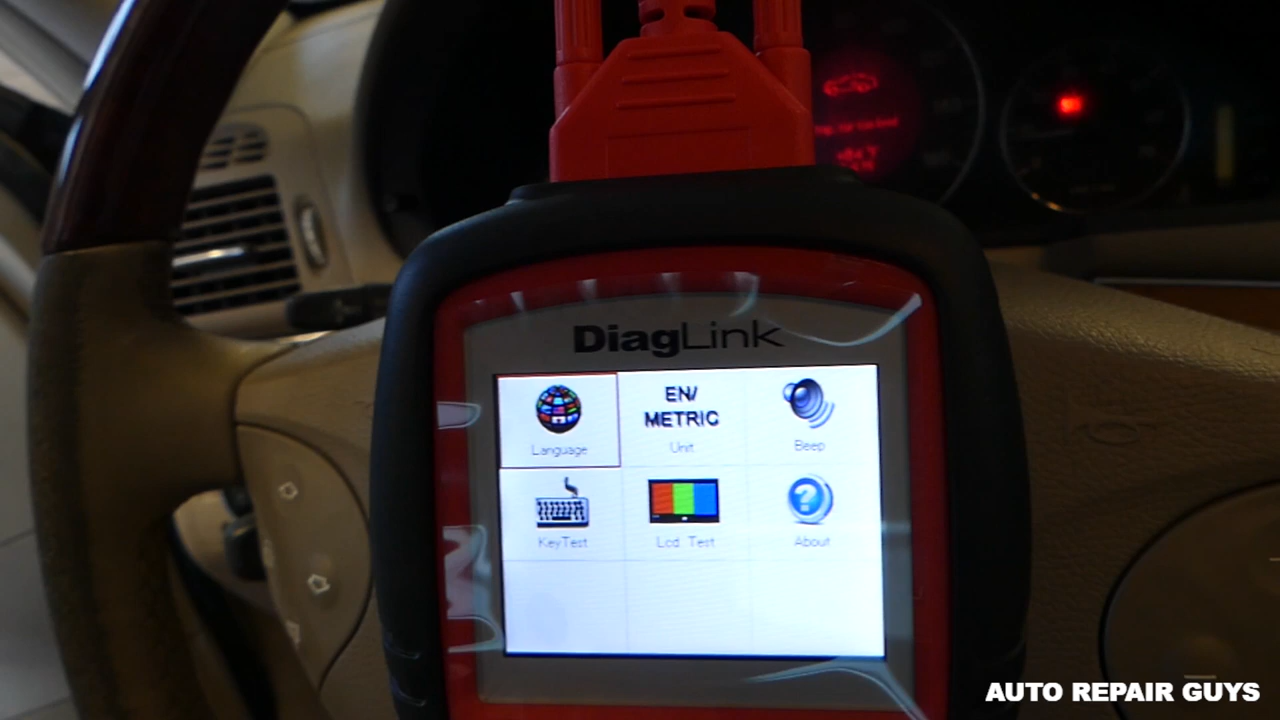 DiagLink
Language
EN/
METRIC
Unit
Beep
KeyTest
Lcd. Test
About
AUTO REPAIR GUYS